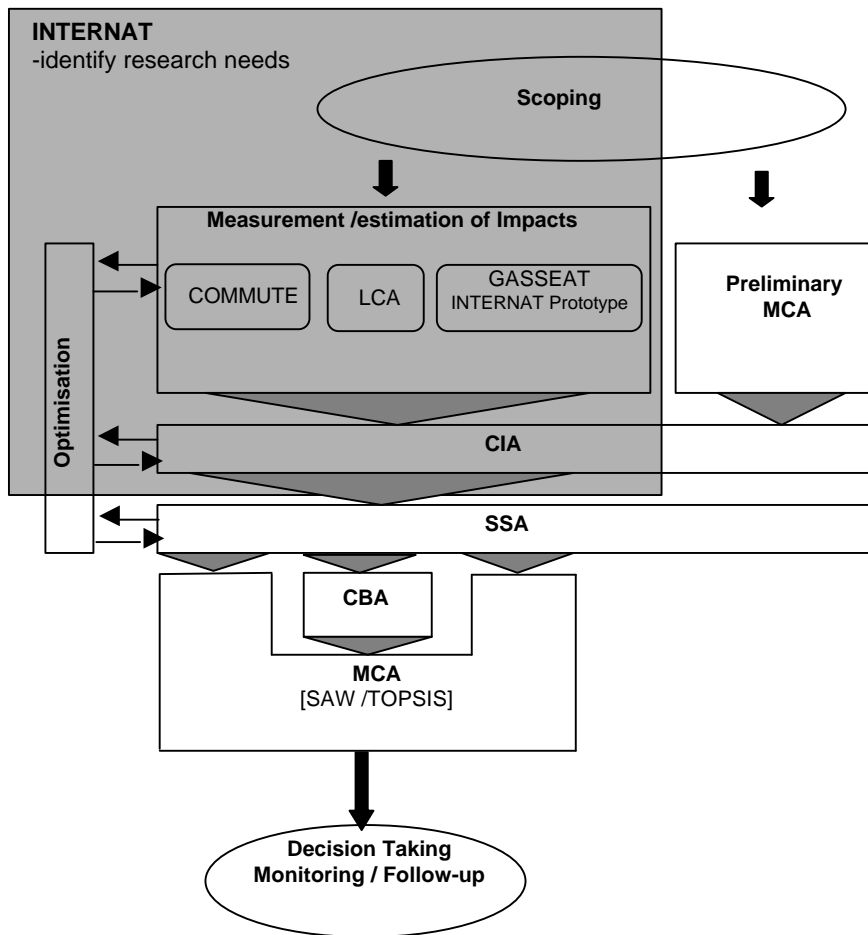 INTERNAT
-identify research needs
Scoping
Measurement /estimation of Impacts
COMMUTE
LCA
GASSEAT
INTERNAT Prototype
Preliminary
MCA
Optimisation
CIA
SSA
CBA
MCA
[SAW /TOPSIS]
Decision Taking
Monitoring / Follow-up